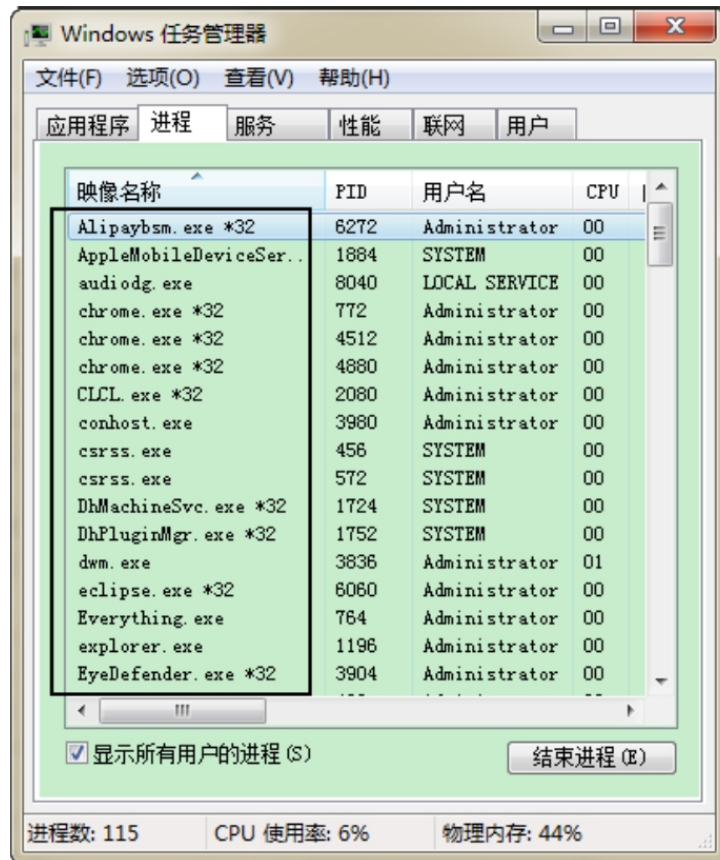 Windows 任务管理器
文件(F) 选项(O) 查看(V) 帮助(H)
应用程序 进程 服务 性能 联网 用户
映像名称 PID 用户名 CPU
Alipaybsm.exe *32 6272 Administrator 00
AppleMobileDeviceSer.. 1884 SYSTEM 00
audiodg.exe 8040 LOCAL SERVICE 00
chrome.exe *32 772 Administrator 00
chrome.exe *32 4512 Administrator 00
chrome.exe *32 4880 Administrator 00
CLCL.exe *32 2080 Administrator 00
conhost.exe 3980 Administrator 00
csrss.exe 456 SYSTEM 00
csrss.exe 572 SYSTEM 00
DhMachineSvc.exe *32 1724 SYSTEM 00
DhPluginMgr.exe *32 1752 SYSTEM 00
dwm.exe 3836 Administrator 01
eclipse.exe *32 6060 Administrator 00
Everything.exe 764 Administrator 00
explorer.exe 1196 Administrator 00
EyeDefender.exe *32 3904 Administrator 00
显示所有用户的进程(S) 结束进程(E)
进程数: 115 CPU 使用率: 6% 物理内存: 44%